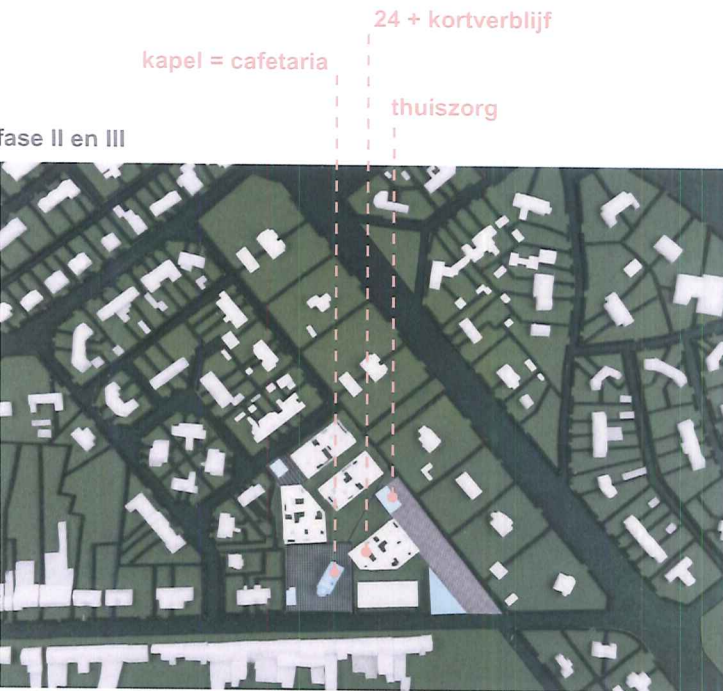 24 + kortverblijf
kapel = cafetaria
thuiszorg
fase II en III